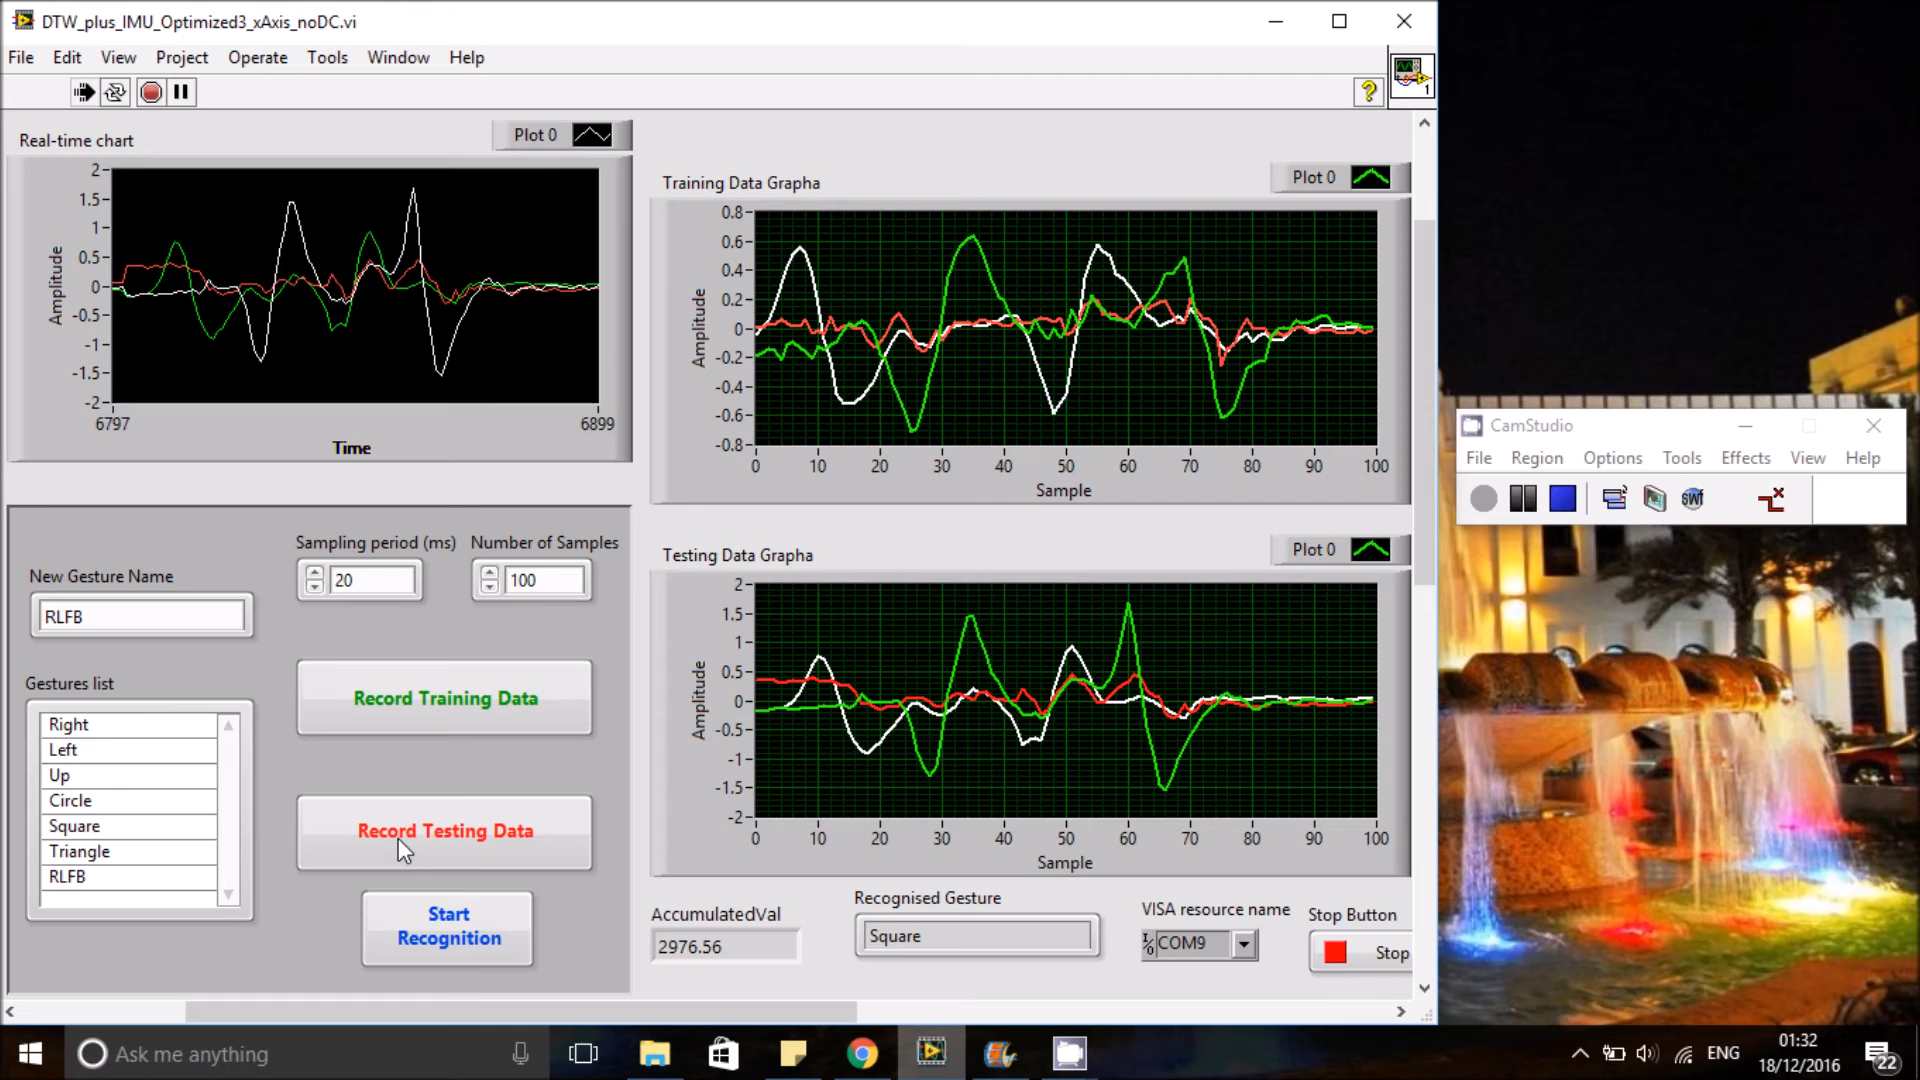 DTW_plus_IMU_Optimized3_xAxis_noDC.vi
File Edit View Project Operate Tools Window Help
1
Real-time chart
Plot 0
2
1.5
1
0.5
0
-0.5
-1
-1.5
-2
Amplitude
6797 6899
Time
Training Data Grapha
Plot 0
0.8
0.6
0.4
0.2
0
-0.2
-0.4
-0.6
-0.8
Amplitude
0 10 20 30 40 50 60 70 80 90 100
Sample
Testing Data Grapha
Plot 0
2
1.5
1
0.5
0
-0.5
-1
-1.5
-2
Amplitude
0 10 20 30 40 50 60 70 80 90 100
Sample
New Gesture Name
RLFB
Sampling period (ms)
20
Number of Samples
100
Gestures list
Right
Left
Up
Circle
Square
Triangle
RLFB
Record Training Data
Record Testing Data
Start
Recognition
AccumulatedVal
2976.56
Recognised Gesture
Square
VISA resource name
COM9
Stop Button
Stop
CamStudio
File Region Options Tools Effects View Help
swf
Ask me anything
ENG
01:32
18/12/2016
22